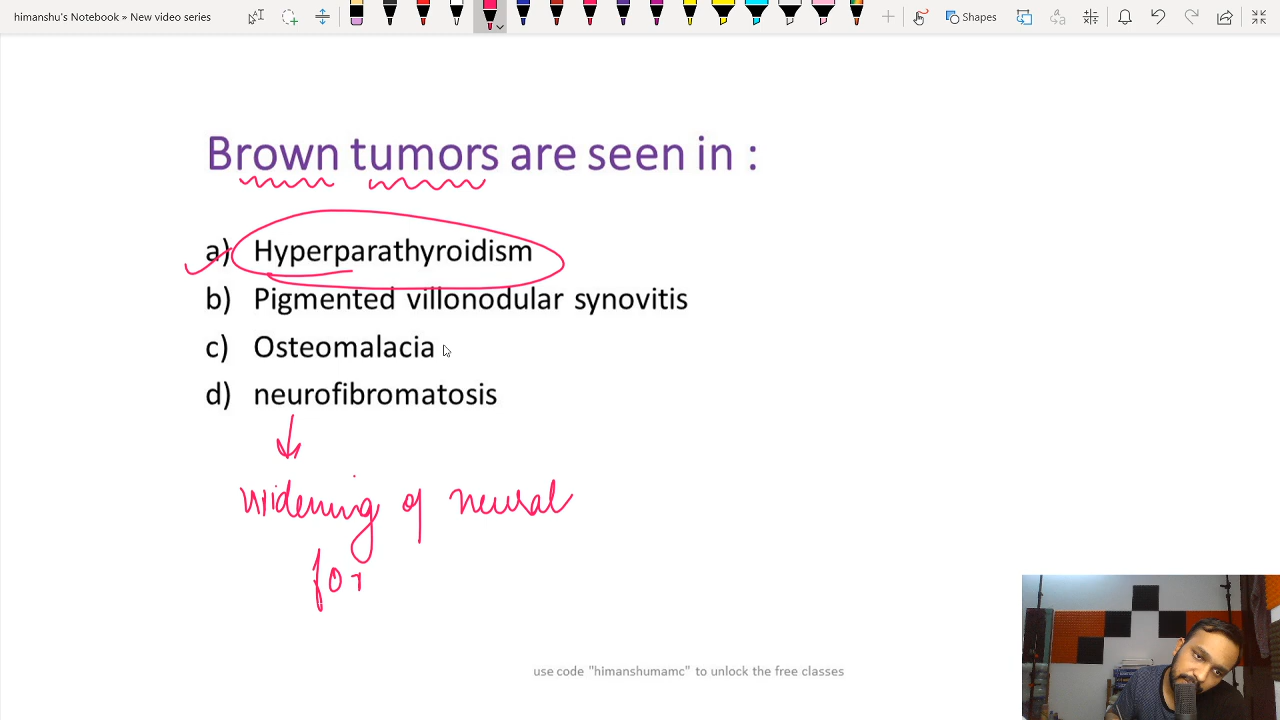 himanshu's Notebook » New video series
Shapes
Brown tumors are seen in :
a) Hyperparathyroidism
b) Pigmented villonodular synovitis
c) Osteomalacia
d) neurofibromatosis
widening of neural
for
use code "himanshumamc" to unlock the free classes